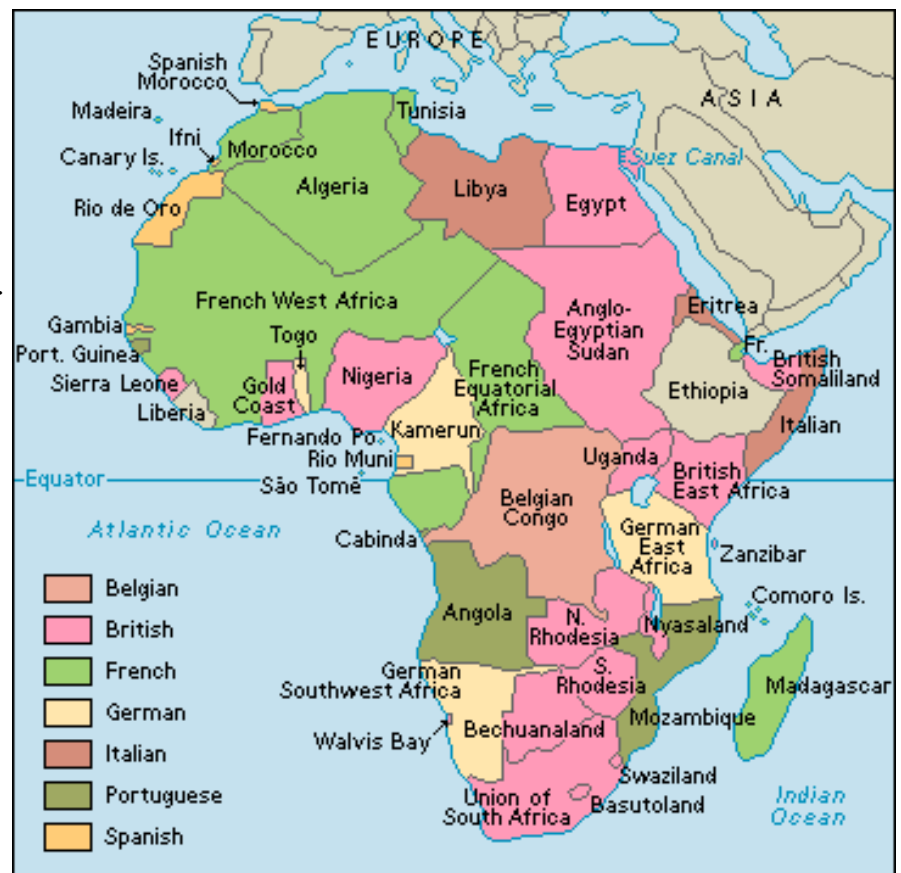 EUROPE
Spanish
Morocco
ASIA
Madeira
Tunisia
Ifni
Morocco
Suez Canal
Canary Is.
Algeria
Libya
Egypt
Rio de Oro
French West Africa
Eritrea
Anglo-
Egyptian
Sudan
Gambia
Togo
Fr.
Port. Guinea
British
Somaliland
Sierra Leone
Gold
Coast
Nigeria
French
Equatorial
Africa
Ethiopia
Liberia
Italian
Fernando Po
Kamerun
Rio Muni
Uganda
British
East Africa
Equator
São Tomé
Belgian
Congo
Atlantic Ocean
Cabinda
German
East
Africa
Zanzibar
Belgian
Comoro Is.
Angola
N.
Rhodesia
Nyasaland
British
French
German
Southwest Africa
S.
Rhodesia
Madagascar
German
Mozambique
Walvis Bay
Bechuanaland
Italian
Swaziland
Portuguese
Union of
South Africa
Basutoland
Indian
Ocean
Spanish